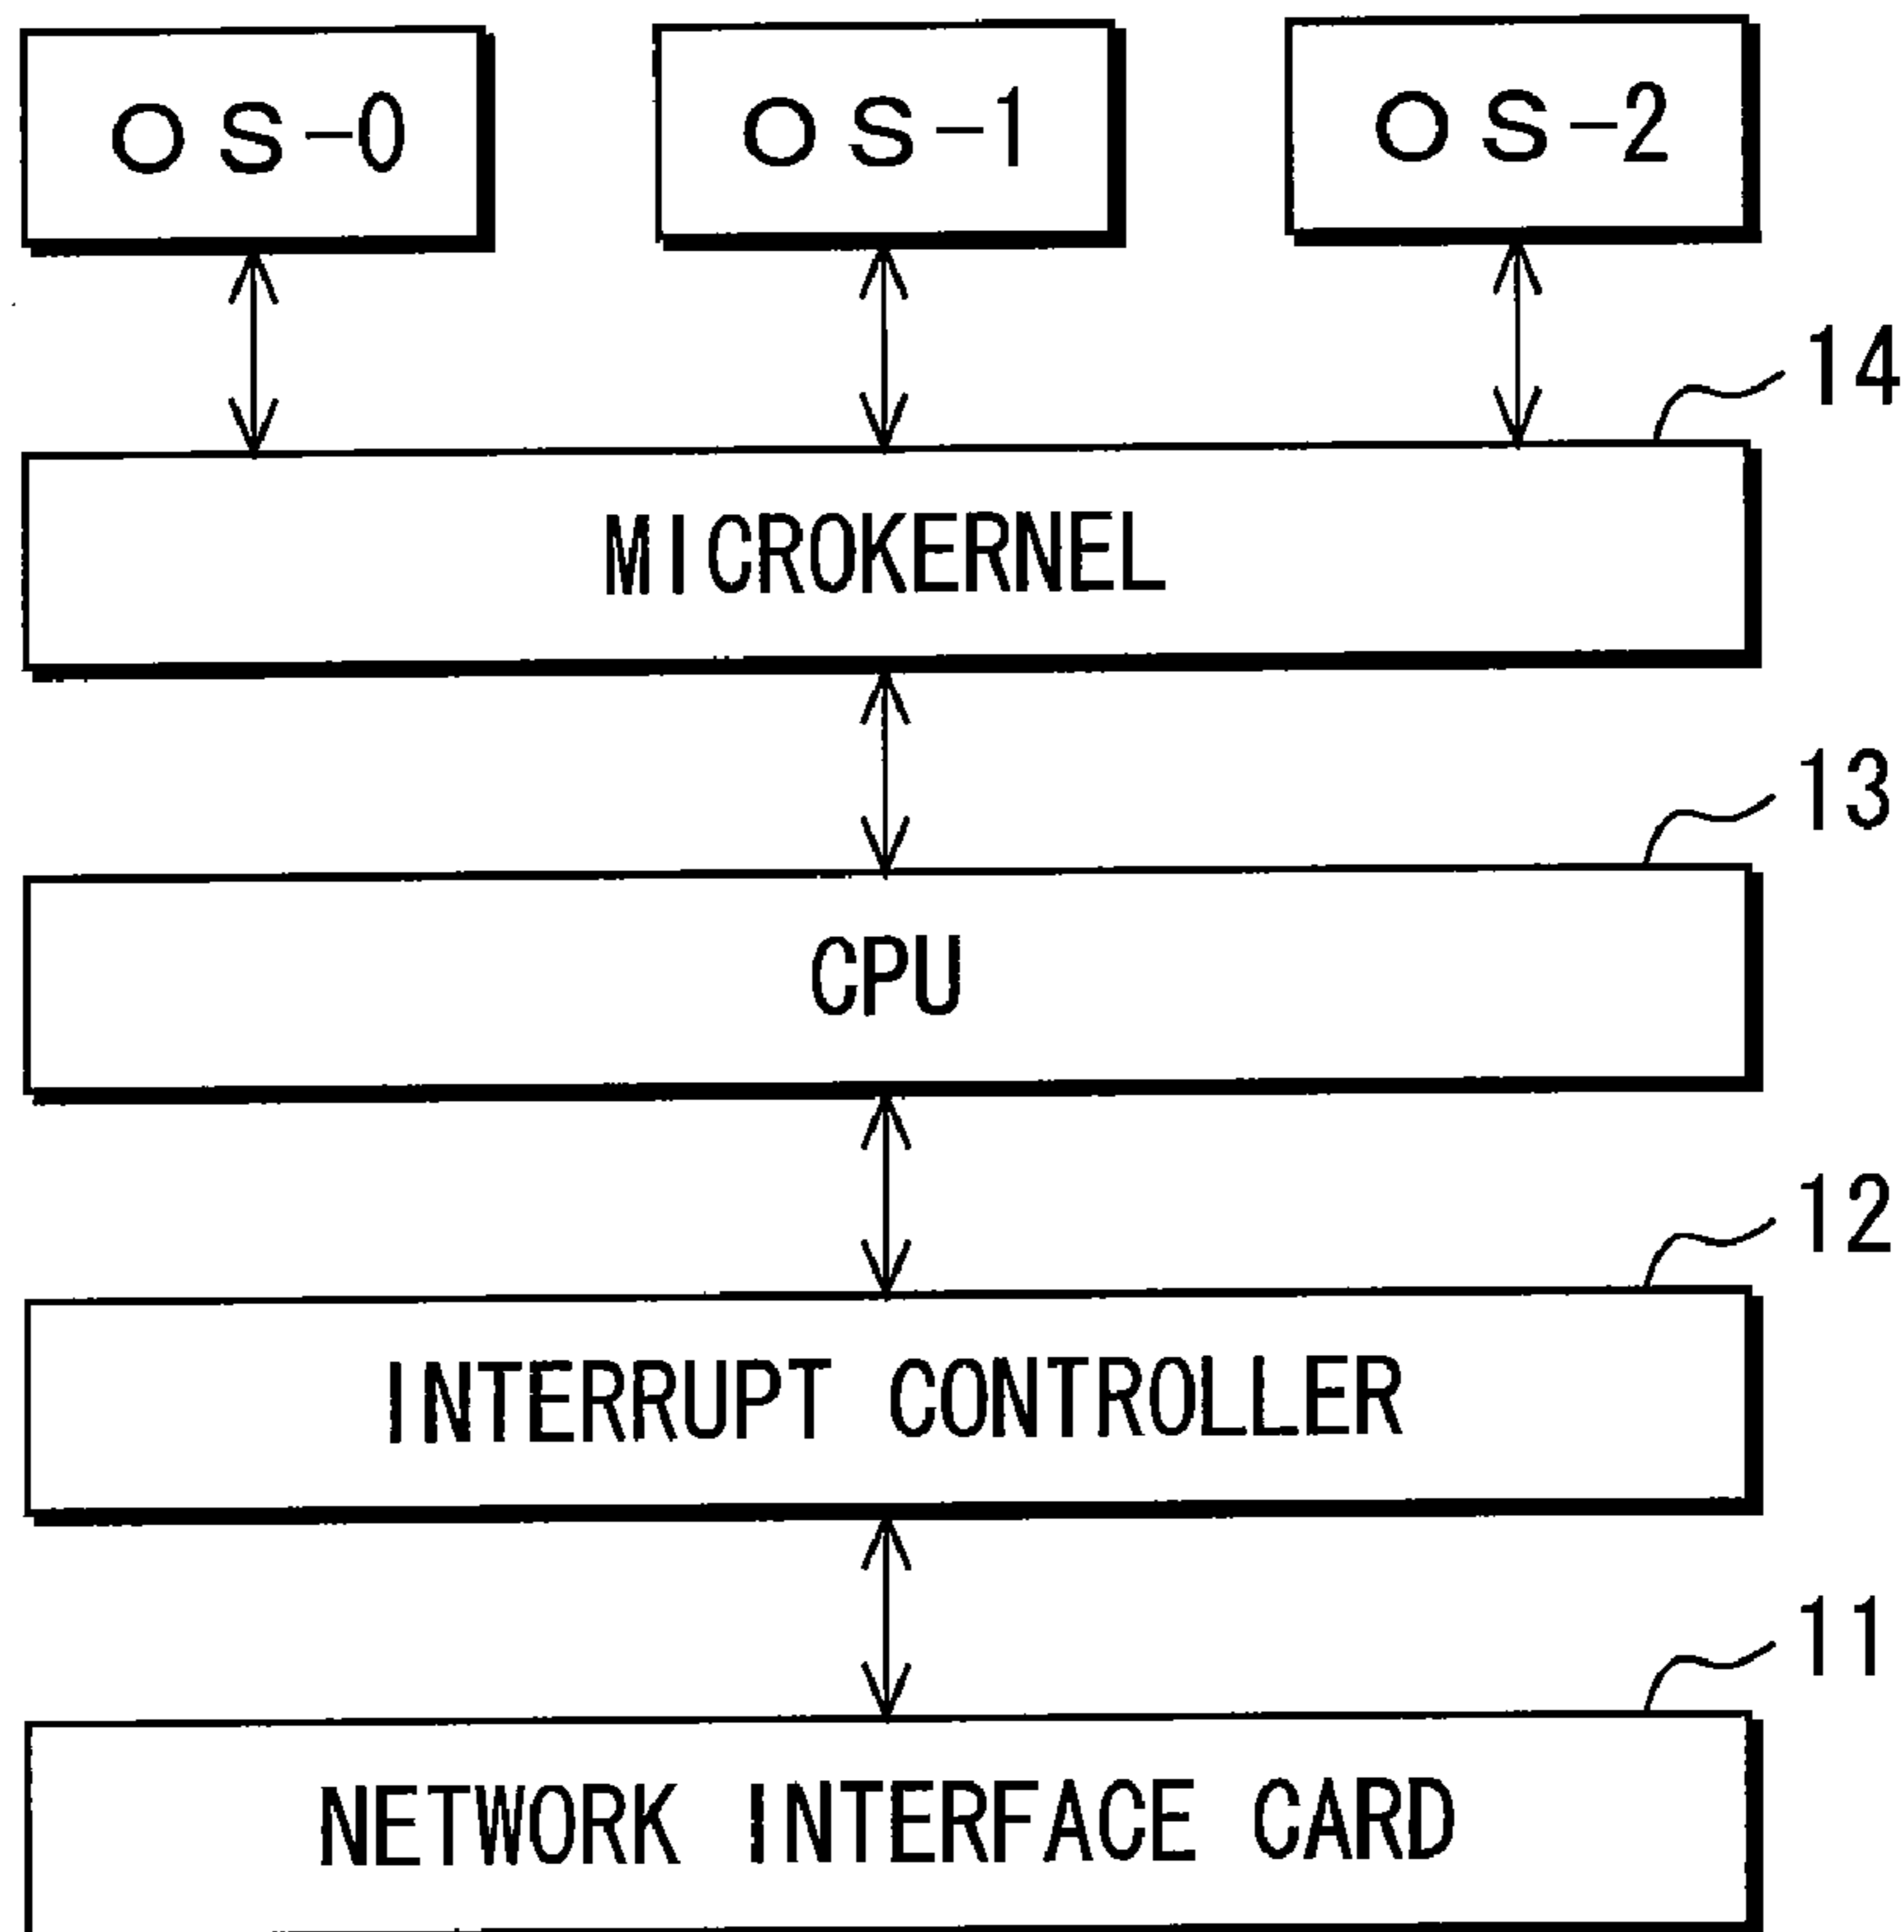 OS-0 OS-1 OS-2
14
MICROKERNEL
13
CPU
12
INTERRUPT CONTROLLER
11
NETWORK INTERFACE CARD